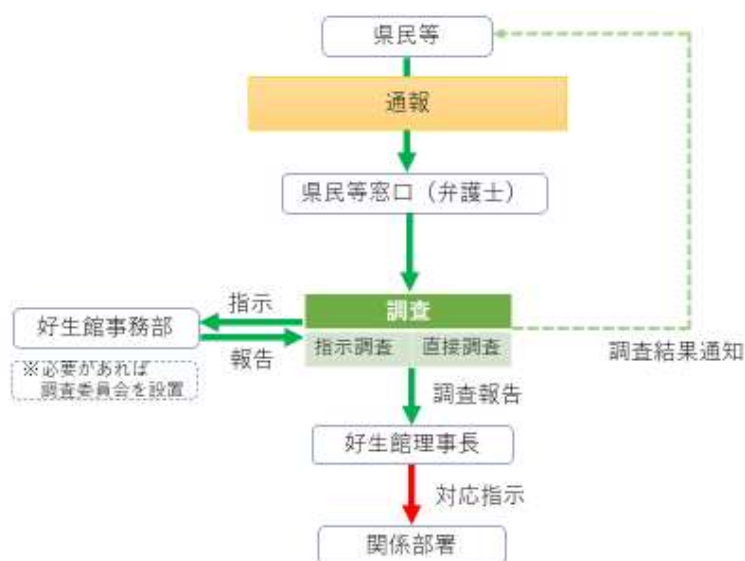 県民等
通報
県民等窓口（弁護士）
調査
指示調査
直接調査
指示
報告
好生館事務部
※必要があれば
調査委員会を設置
調査結果通知
調査報告
好生館理事長
対応指示
関係部署